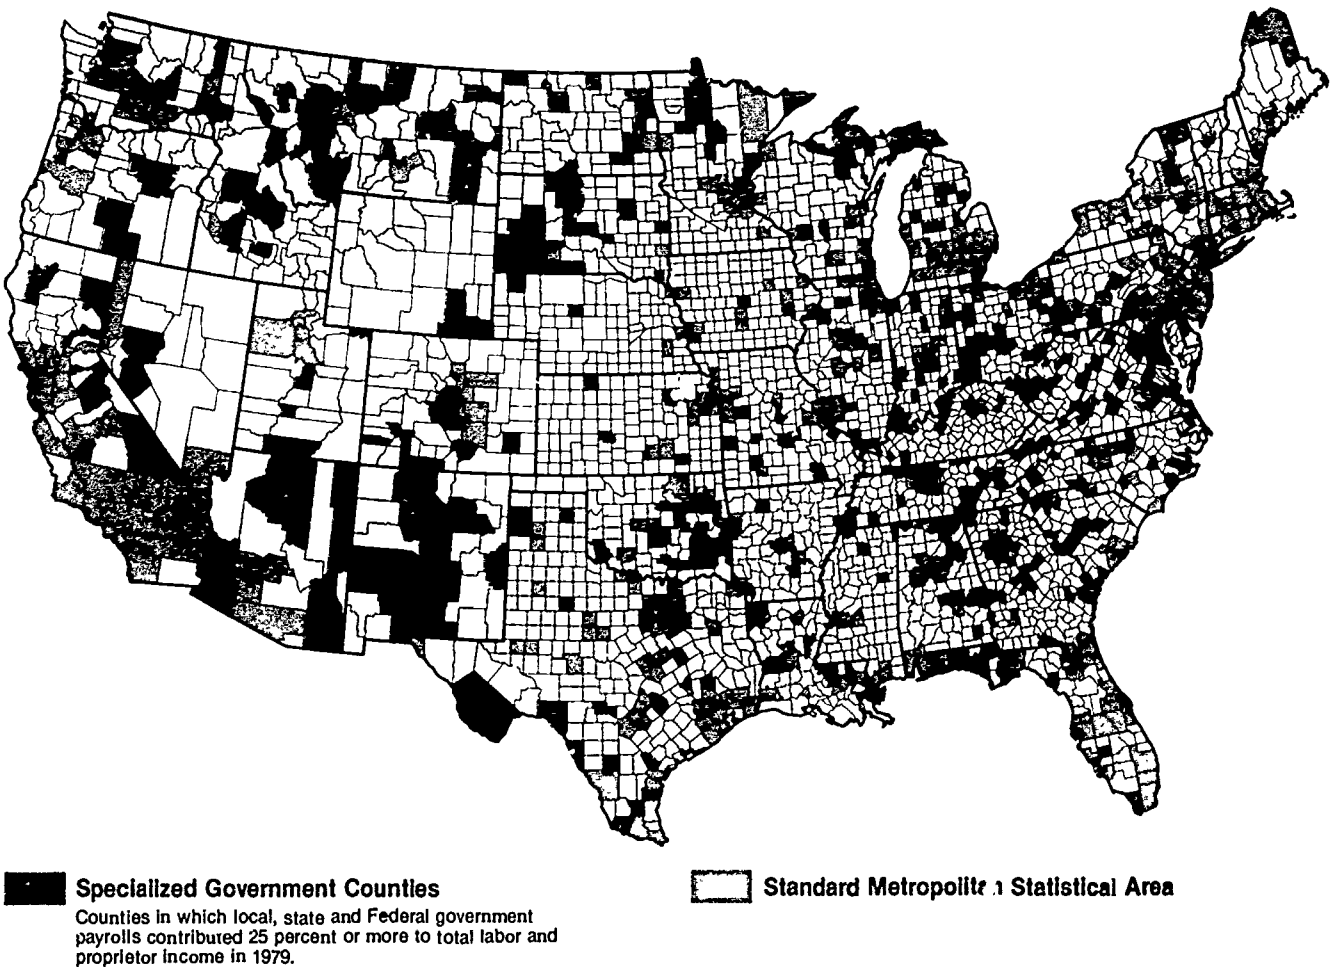 Specialized Government Counties
Counties in which local, state and Federal government
payrolls contributed 25 percent or more to total labor and
proprietor income in 1979.
Standard Statistical Area